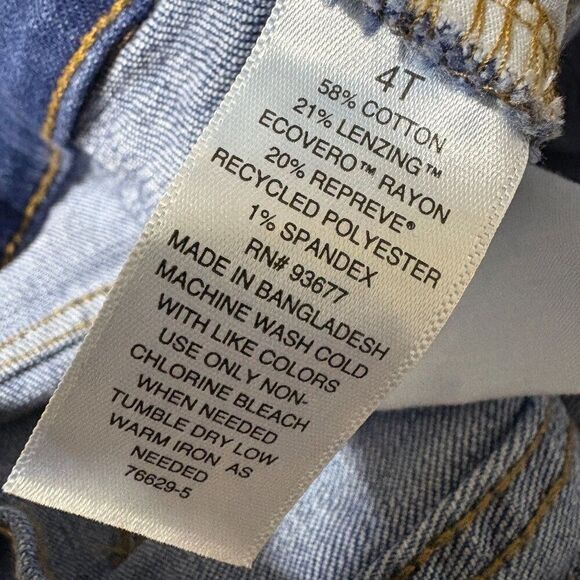 4T
58% COTTON
21% LENZING™
ECOVERO™ RAYON
20% REPREVE®
RECYCLED POLYESTER
1% SPANDEX
RN# 93677
MADE IN BANGLADESH
MACHINE WASH COLD
WITH LIKE COLORS
USE ONLY NON-
CHLORINE BLEACH
WHEN NEEDED
TUMBLE DRY LOW
WARM IRON AS
NEEDED
76629-5